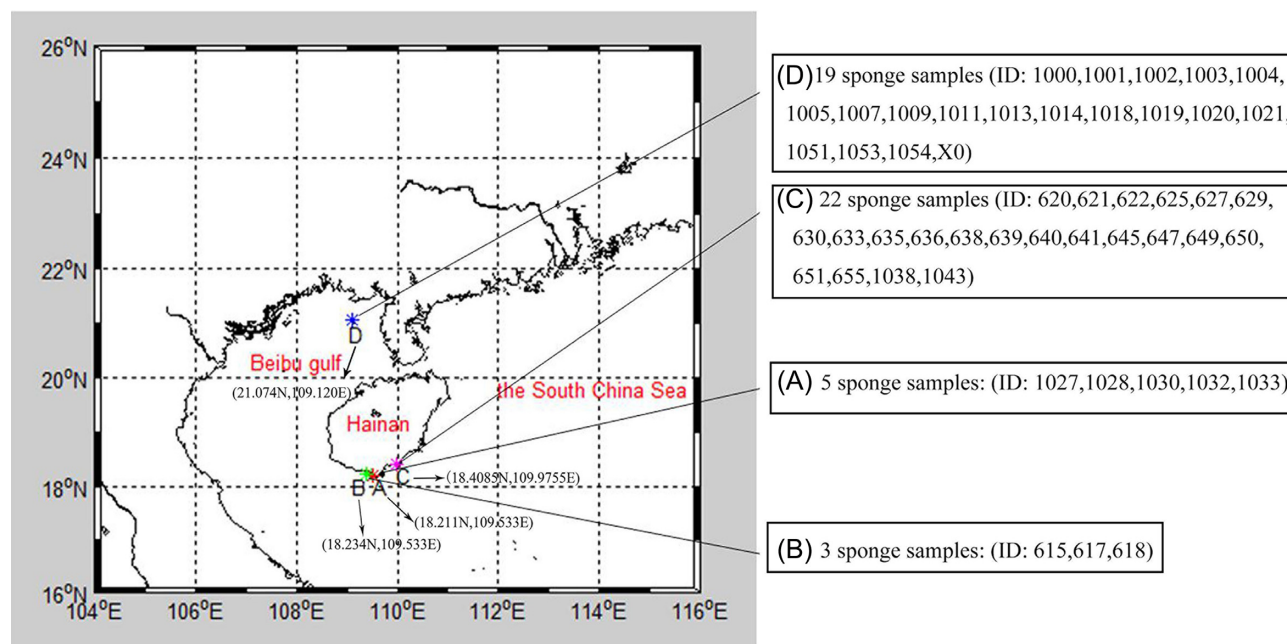 26°N
24°N
22°N
20°N
18°N
16°N
104°E
106°E
108°E
110°E
112°E
114°E
116°E
D
Beibu gulf
(21.074N,109.120E)
the South China Sea
Hainan
B
A
C
(18.4085N,109.9755E)
(18.211N,109.533E)
(18.234N,109.533E)
(D) 19 sponge samples (ID: 1000,1001,1002,1003,1004,
1005,1007,1009,1011,1013,1014,1018,1019,1020,1021,
1051,1053,1054,X0)
(C) 22 sponge samples (ID: 620,621,622,625,627,629,
630,633,635,636,638,639,640,641,645,647,649,650,
651,655,1038,1043)
(A) 5 sponge samples: (ID: 1027,1028,1030,1032,1033)
(B) 3 sponge samples: (ID: 615,617,618)